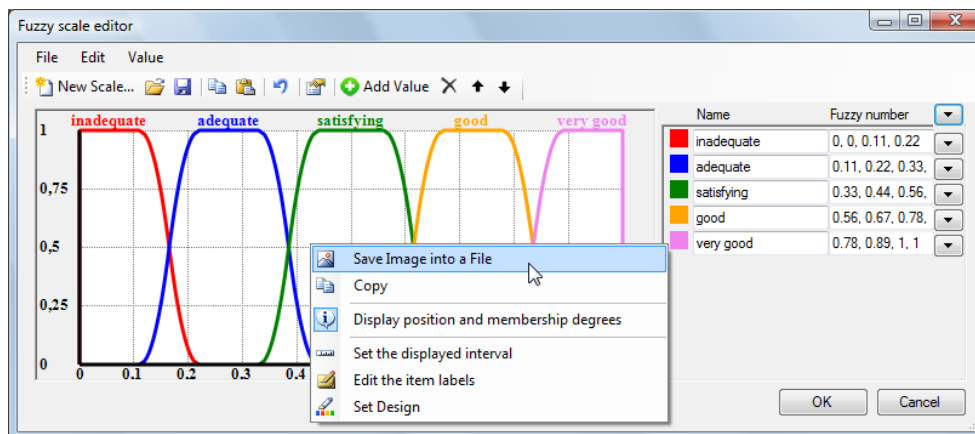 Fuzzy scale editor
File Edit Value
New Scale... Add Value
inadequate adequate satisfying good very good
1
0,75
0,5
0,25
0
0 0.1 0.2 0.3 0.4
Save Image into a File
Copy
Display position and membership degrees
Set the displayed interval
Edit the item labels
Set Design
Name Fuzzy number
inadequate 0, 0, 0.11, 0.22
adequate 0.11, 0.22, 0.33,
satisfying 0.33, 0.44, 0.56,
good 0.56, 0.67, 0.78,
very good 0.78, 0.89, 1, 1
OK Cancel